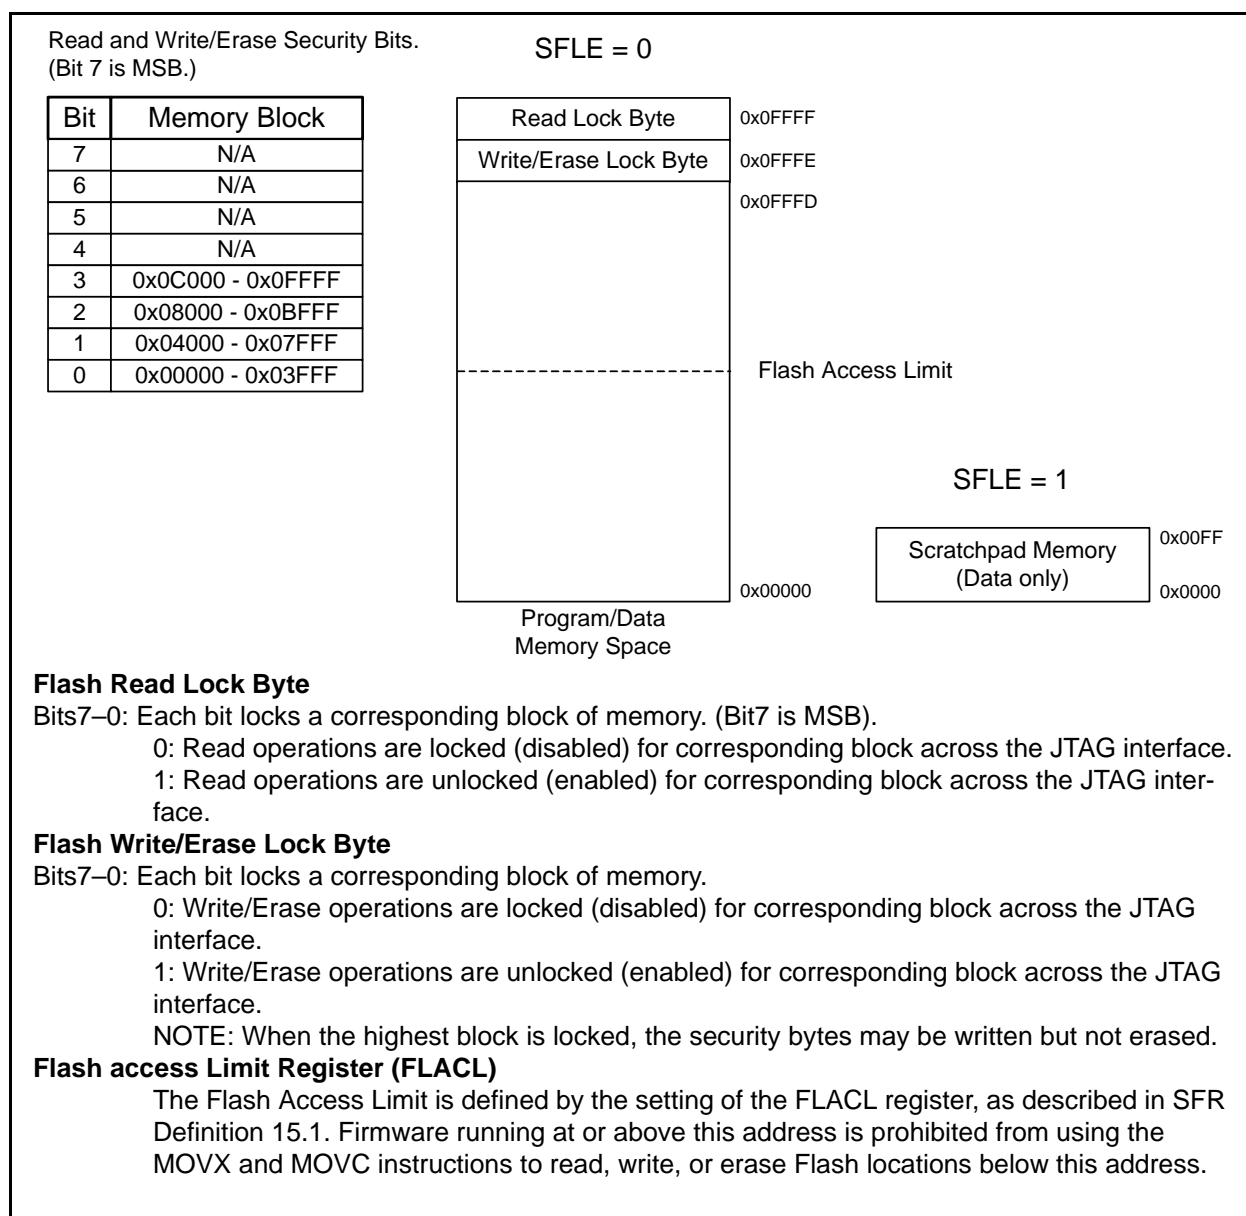 Read and Write/Erase Security Bits.
(Bit 7 is MSB.)
SFLE = 0
Bit Memory Block
7 N/A
6 N/A
5 N/A
4 N/A
3 0x0C000 - 0x0FFFF
2 0x08000 - 0x0BFFF
1 0x04000 - 0x07FFF
0 0x00000 - 0x03FFF
Read Lock Byte 0x0FFFF
Write/Erase Lock Byte 0x0FFFE
0x0FFFD
Flash Access Limit
0x00000
Program/Data
Memory Space
SFLE = 1
Scratchpad Memory
(Data only)
0x00FF
0x0000
Flash Read Lock Byte
Bits7–0: Each bit locks a corresponding block of memory. (Bit7 is MSB).
0: Read operations are locked (disabled) for corresponding block across the JTAG interface.
1: Read operations are unlocked (enabled) for corresponding block across the JTAG inter-
face.
Flash Write/Erase Lock Byte
Bits7–0: Each bit locks a corresponding block of memory.
0: Write/Erase operations are locked (disabled) for corresponding block across the JTAG
interface.
1: Write/Erase operations are unlocked (enabled) for corresponding block across the JTAG
interface.
NOTE: When the highest block is locked, the security bytes may be written but not erased.
Flash access Limit Register (FLACL)
The Flash Access Limit is defined by the setting of the FLACL register, as described in SFR
Definition 15.1. Firmware running at or above this address is prohibited from using the
MOVX and MOVC instructions to read, write, or erase Flash locations below this address.